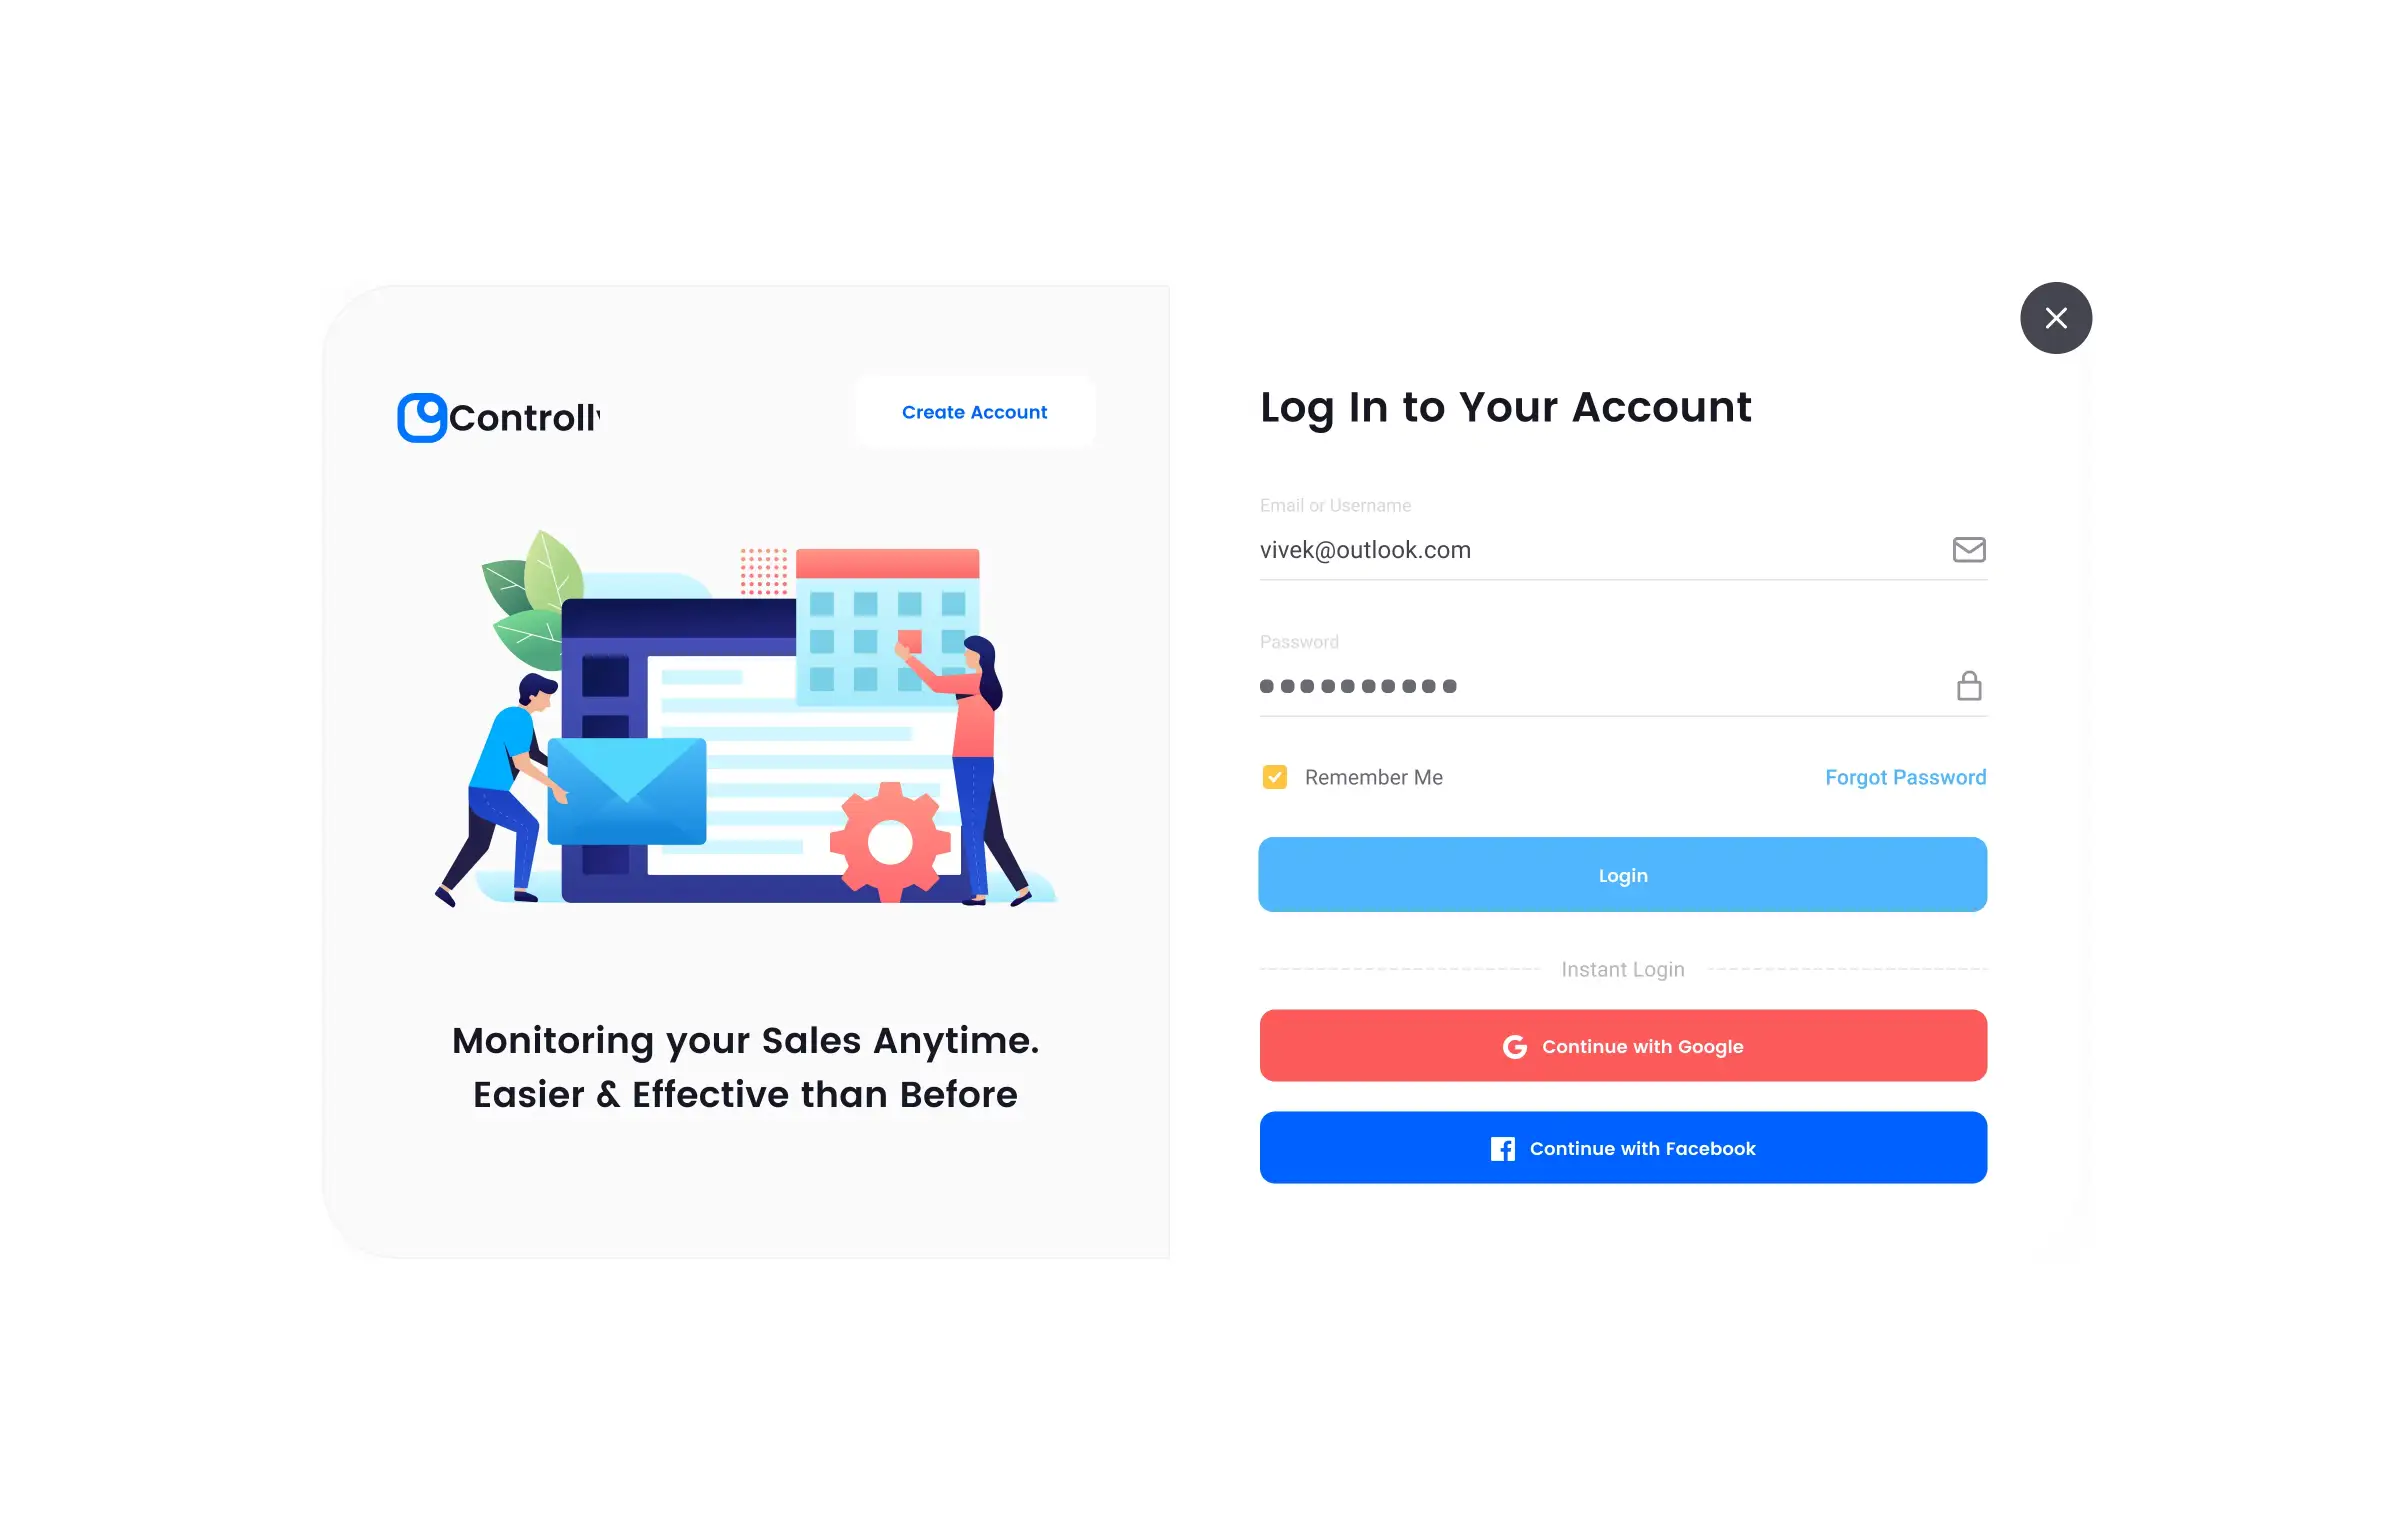 Controlly
Create Account
Monitoring your Sales Anytime.
Easier & Effective than Before
Log In to Your Account
Email or Username
vivek@outlook.com
Password
Remember Me
Forgot Password
Login
Instant Login
Continue with Google
Continue with Facebook